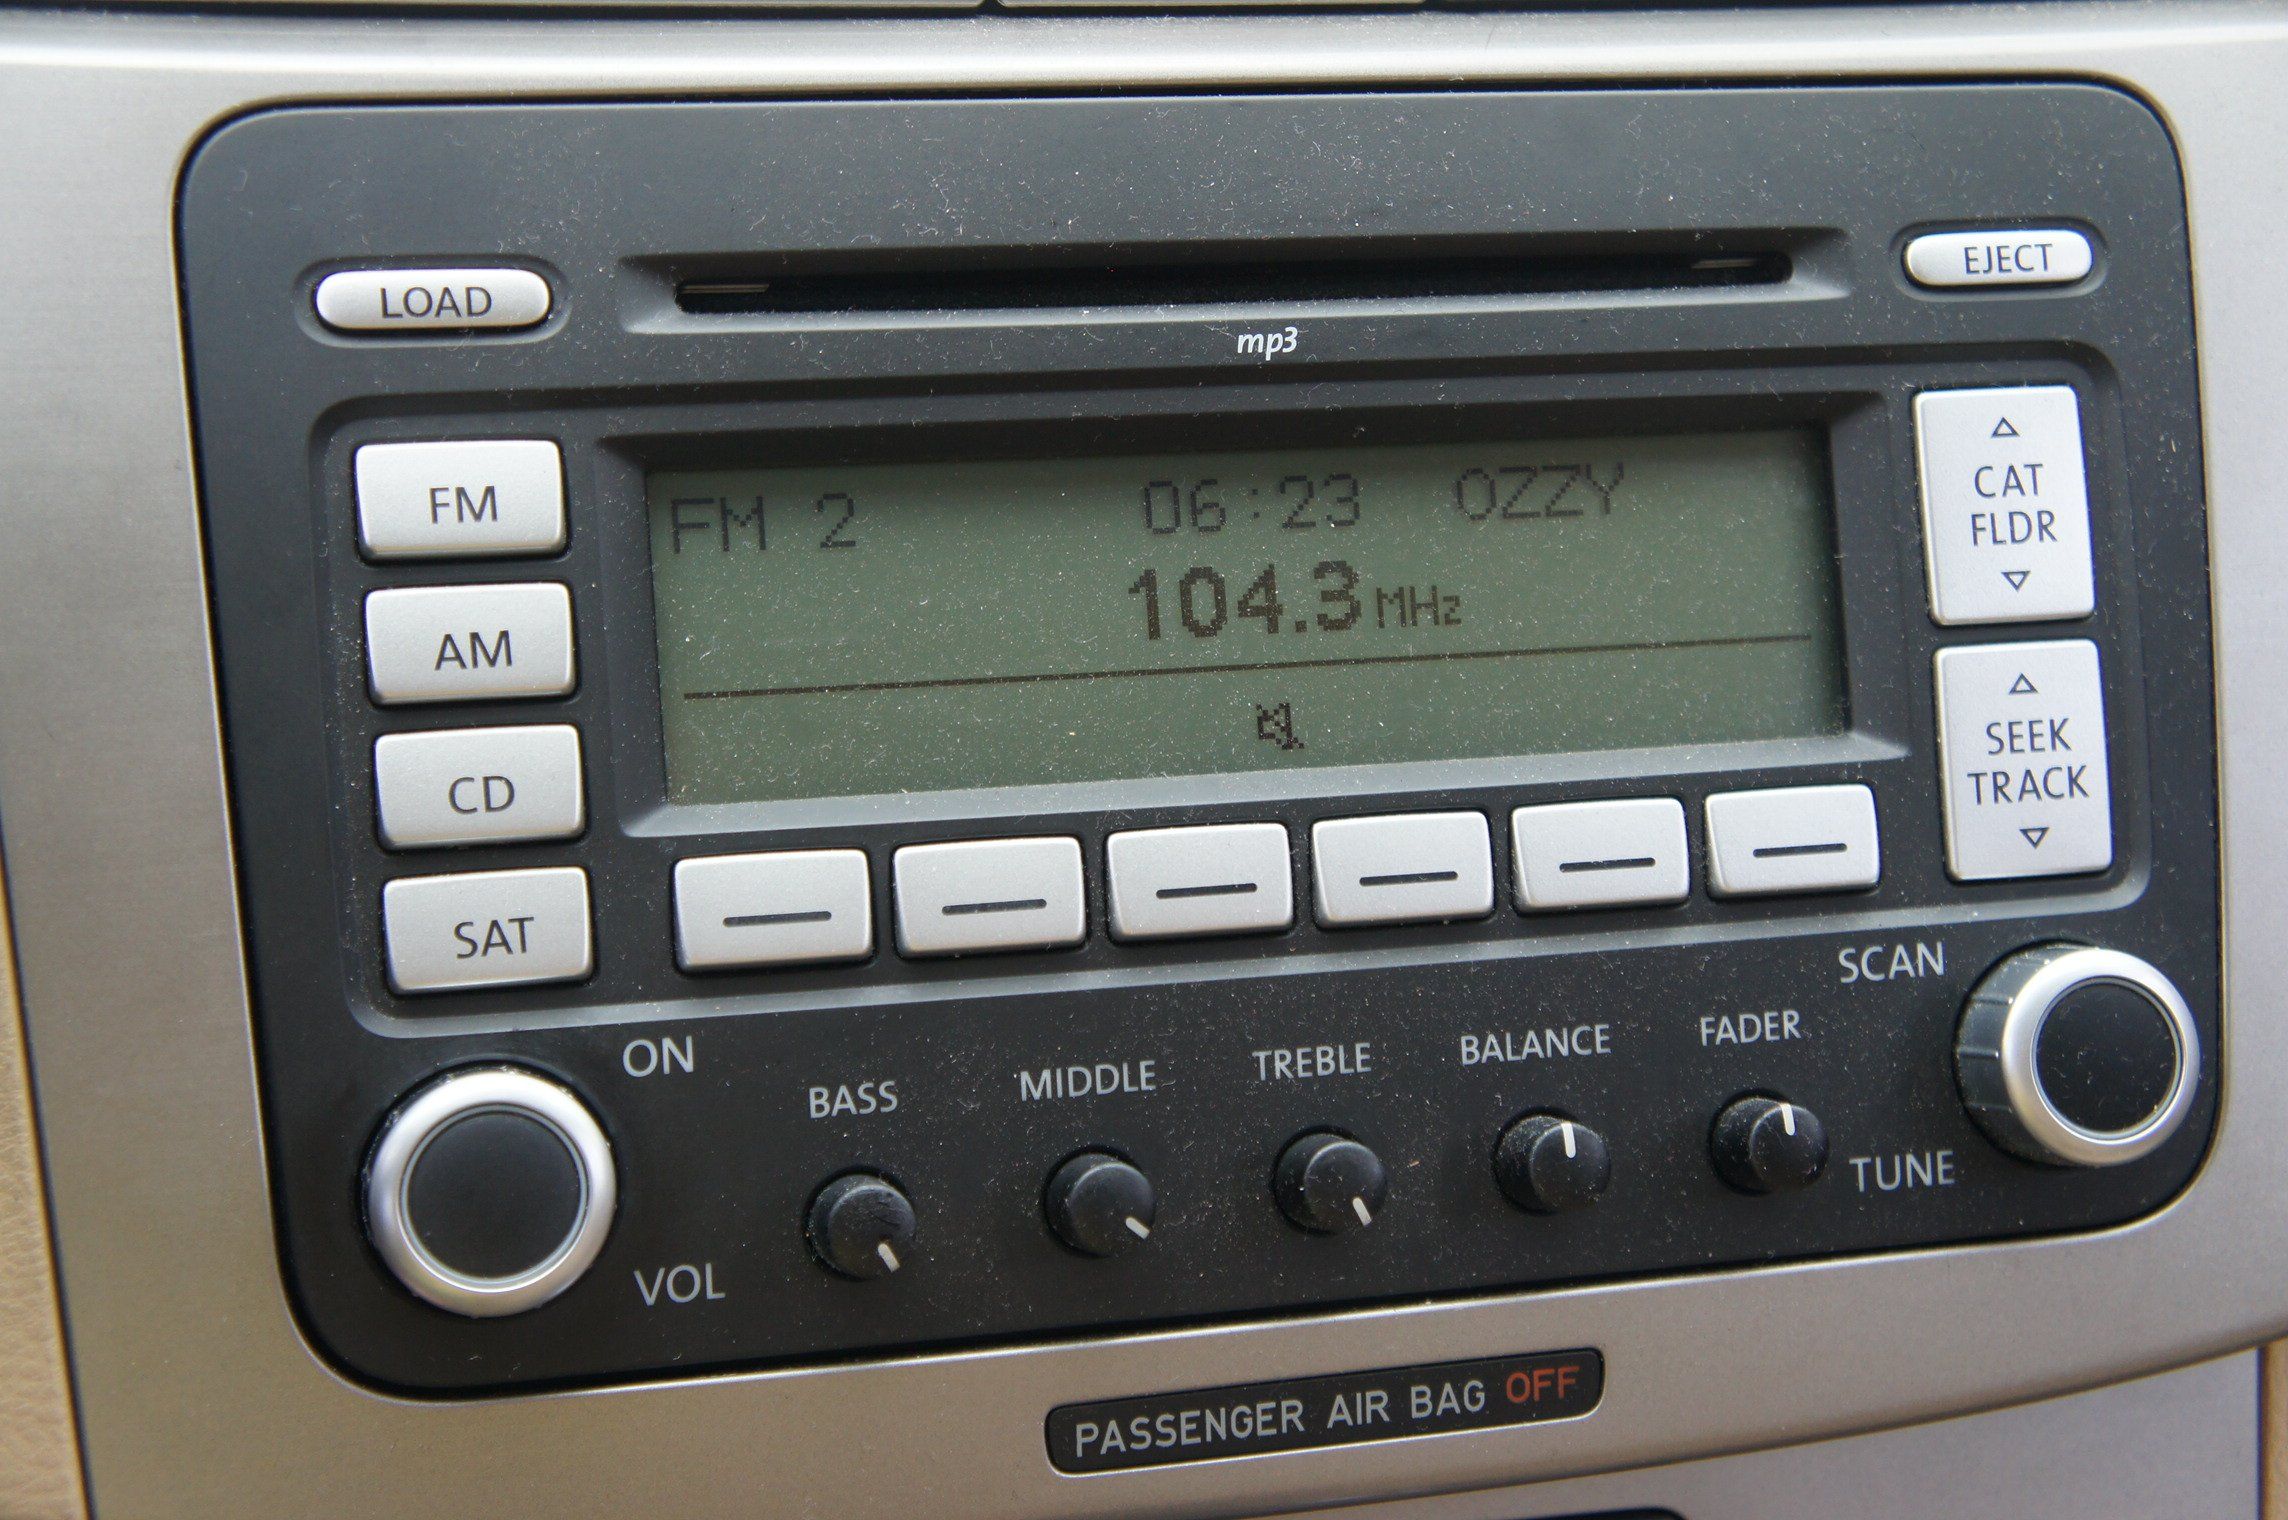 LOAD
EJECT
mp3
FM
AM
CD
SAT
FM 2 06:23 OZZY
104.3 MHz
CAT
FLDR
SEEK
TRACK
ON
VOL
BASS
MIDDLE
TREBLE
BALANCE
FADER
SCAN
TUNE
PASSENGER AIR BAG OFF